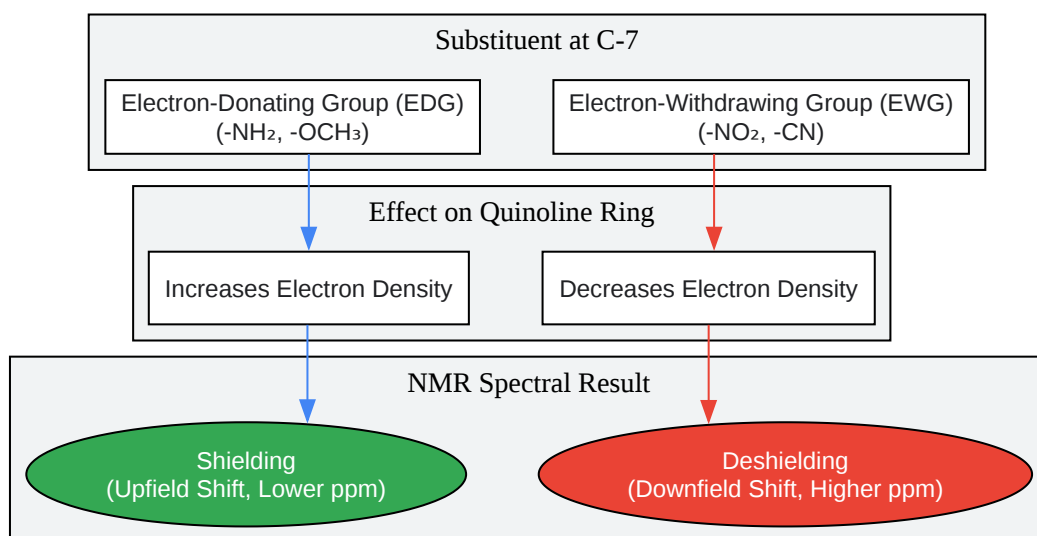 Substituent at C-7
Electron-Donating Group (EDG)
(-NH₂, -OCH₃)
Electron-Withdrawing Group (EWG)
(-NO₂, -CN)
Effect on Quinoline Ring
Increases Electron Density
Decreases Electron Density
NMR Spectral Result
Shielding
(Upfield Shift, Lower ppm)
Deshielding
(Downfield Shift, Higher ppm)